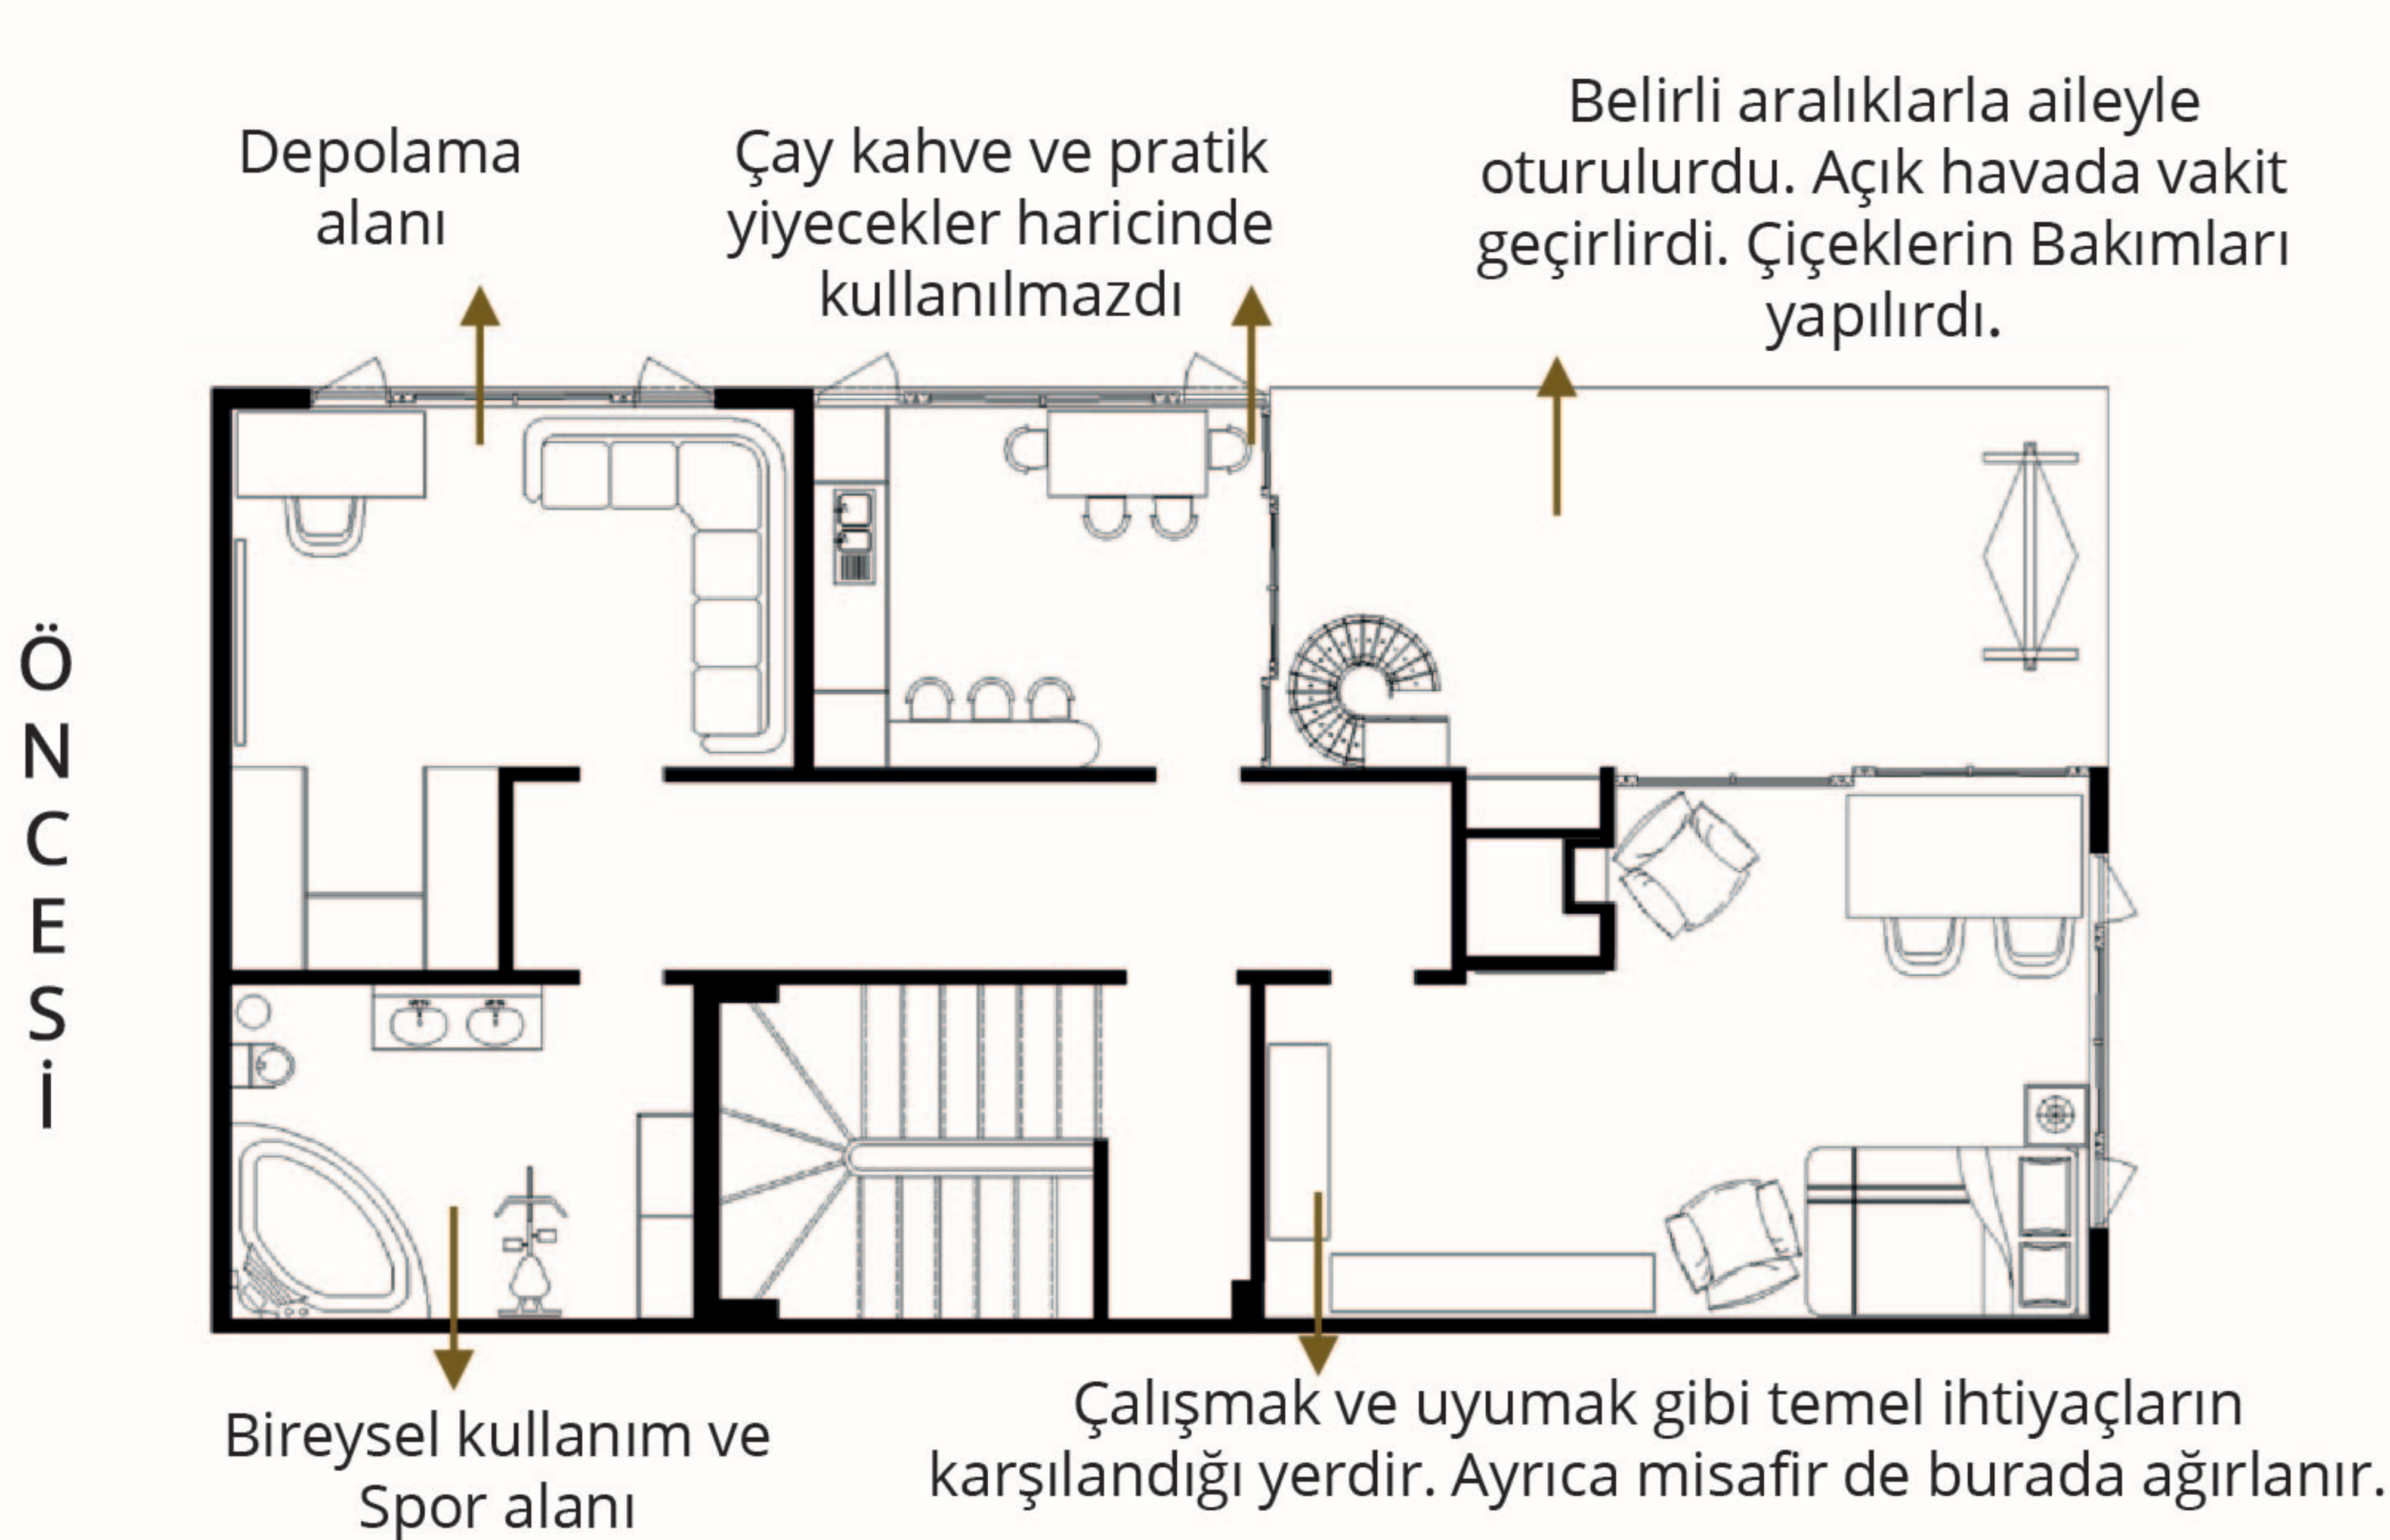 Depolama
alanı
Çay kahve ve pratik
yiyecekler haricinde
kullanılmazdı
Belirli aralıklarla aileyle
oturulurdu. Açık havada vakit
geçirlirdi. Çiçeklerin Bakımları
yapılırdı.
ÖNCESİ
Bireysel kullanım ve
Spor alanı
Çalışmak ve uyumak gibi temel ihtiyaçların
karşılandığı yerdir. Ayrıca misafir de burada ağırlanır.